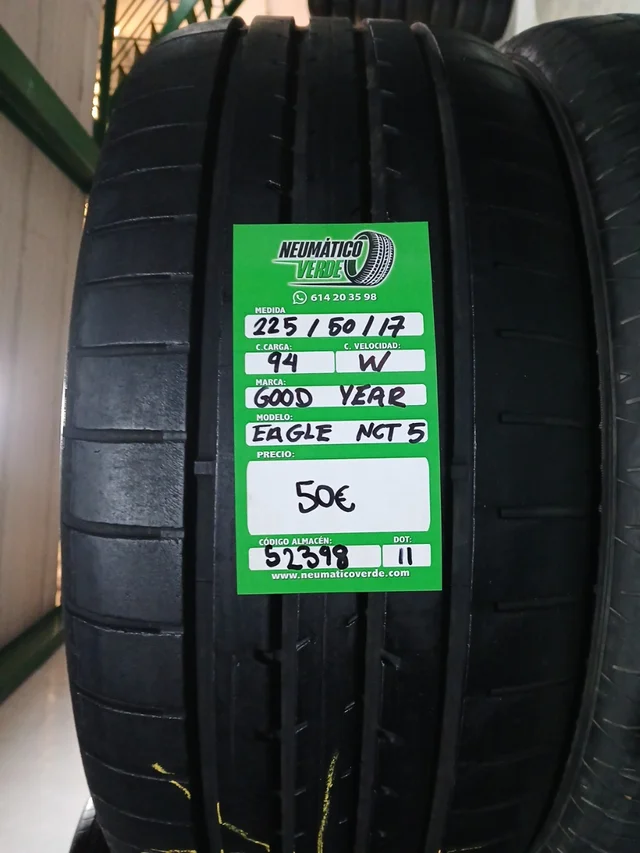 NEUMÁTICO
VERDE
614 20 35 98
MEDIDA
225 / 50 / 17
C.CARGA: C. VELOCIDAD:
94 W
MARCA:
GOOD YEAR
MODELO:
EAGLE NCT 5
PRECIO:
50€
CÓDIGO ALMACÉN: DOT:
52398 11
www.neumaticoverde.com